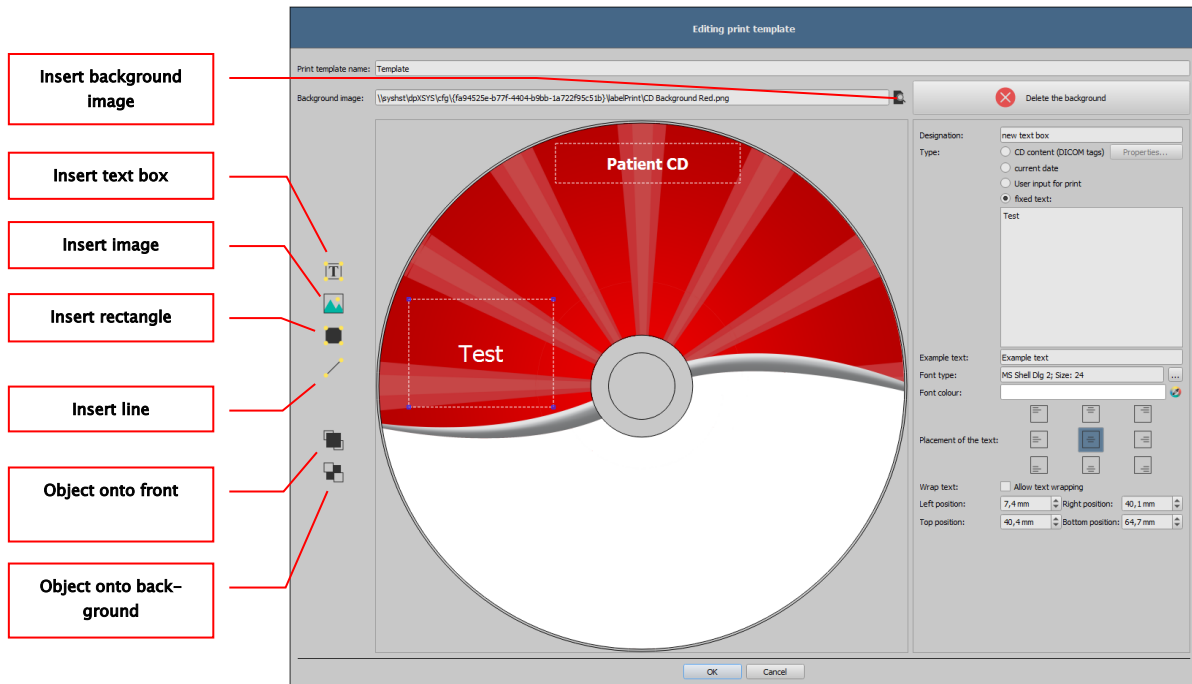 Editing print template
Insert background
image
Print template name:
Template
Background image:
\\syshst\dpXSYS\cfg\{fa94525e-b77f-4404-b9bb-1a722f95c51b}\labelPrint\CD Background Red.png
Delete the background
Insert text box
Insert image
Insert rectangle
Insert line
Object onto front
Object onto back-
ground
T
Patient CD
Test
Designation:
new text box
Type:
CD content (DICOM tags)
Properties...
current date
User input for print
fixed text:
Test
Example text:
Example text
Font type:
MS Shell Dlg 2; Size: 24
...
Font colour:
Placement of the text:
Wrap text:
Allow text wrapping
Left position:
7,4 mm
Right position:
40,1 mm
Top position:
40,4 mm
Bottom position:
64,7 mm
OK
Cancel